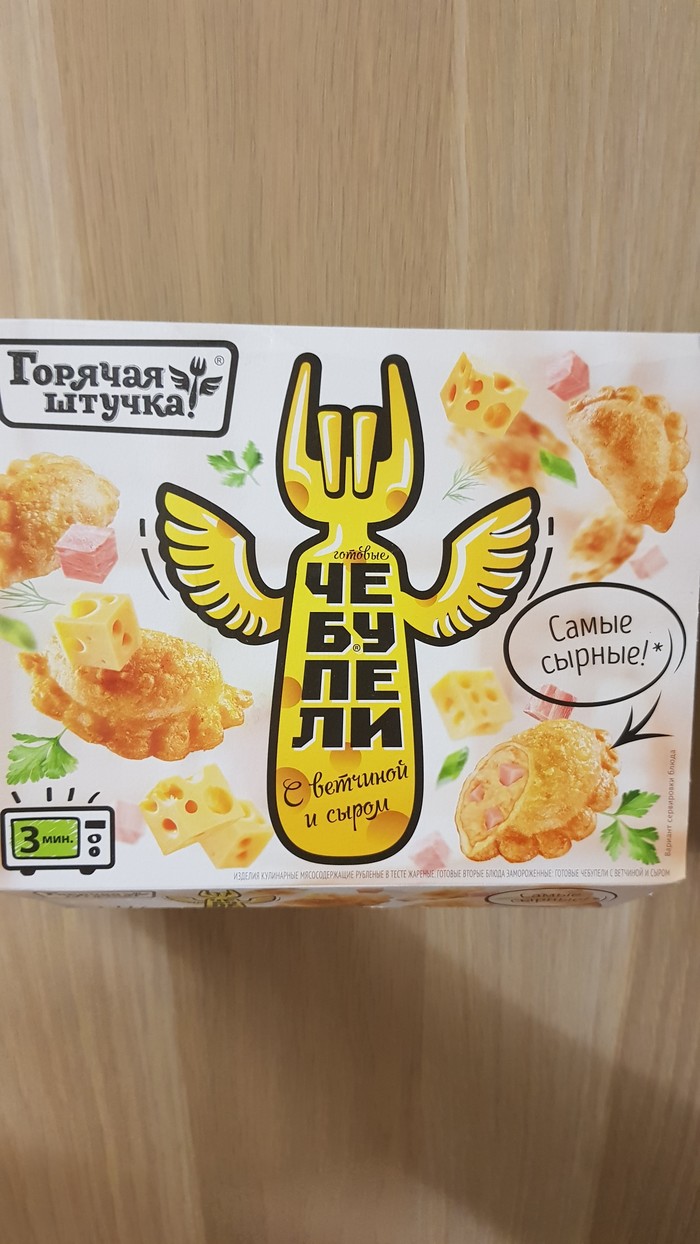 Горячая
штучка!
®
готовые
ЧЕ
БУ®
ПЕ
ЛИ
С ветчиной
и сыром
Самые
сырные!*
3 мин.
Вариант сервировки блюда
ИЗДЕЛИЯ КУЛИНАРНЫЕ МЯСОСОДЕРЖАЩИЕ РУБЛЕНЫЕ В ТЕСТЕ ЖАРЕНЫЕ, ГОТОВЫЕ ВТОРЫЕ БЛЮДА ЗАМОРОЖЕННЫЕ: ГОТОВЫЕ ЧЕБУПЕЛИ С ВЕТЧИНОЙ И СЫРОМ
Самые